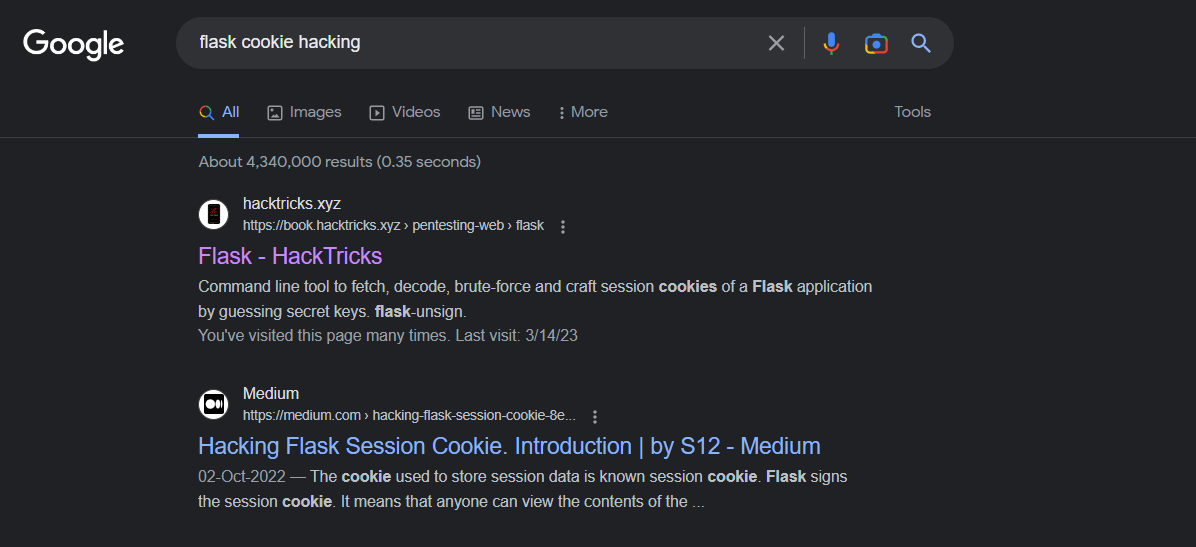 Google
flask cookie hacking
All Images Videos News More Tools
About 4,340,000 results (0.35 seconds)
hacktricks.xyz
https://book.hacktricks.xyz › pentesting-web › flask
Flask - HackTricks
Command line tool to fetch, decode, brute-force and craft session cookies of a Flask application
by guessing secret keys. flask-unsign.
You've visited this page many times. Last visit: 3/14/23
Medium
https://medium.com › hacking-flask-session-cookie-8e...
Hacking Flask Session Cookie. Introduction | by S12 - Medium
02-Oct-2022 — The cookie used to store session data is known session cookie. Flask signs
the session cookie. It means that anyone can view the contents of the ...